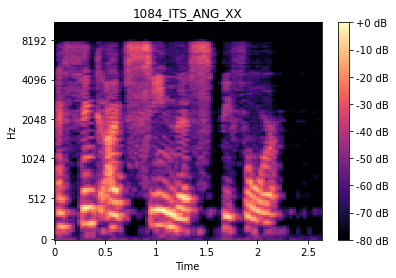 1084_ITS_ANG_XX
+0 dB
8192
-10 dB
4096
-20 dB
-30 dB
Hz
2048
-40 dB
1024
-50 dB
512
-60 dB
-70 dB
0
-80 dB
0 0.5 1 1.5 2 2.5
Time